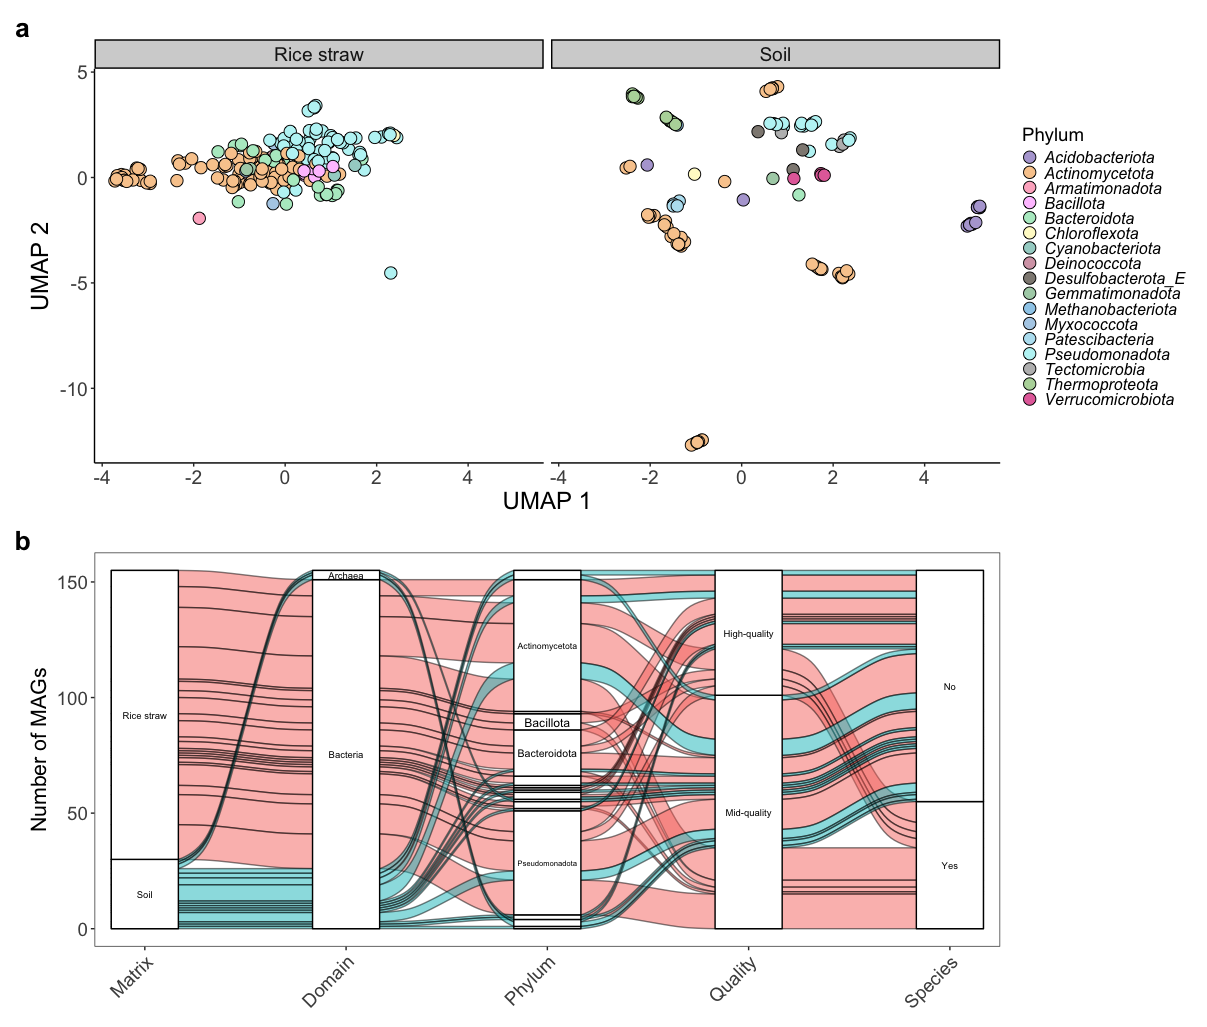 a
Rice straw
Soil
5
0
-5
-10
UMAP 2
-4
-2
0
2
4
-4
-2
0
2
4
UMAP 1
Phylum
Acidobacteriota
Actinomycetota
Armatimonadota
Bacillota
Bacteroidota
Chloroflexota
Cyanobacteriota
Deinococcota
Desulfobacterota_E
Gemmatimonadota
Methanobacteriota
Myxococcota
Patescibacteria
Pseudomonadota
Tectomicrobia
Thermoproteota
Verrucomicrobiota
b
150
100
50
0
Number of MAGs
Rice straw
Soil
Archaea
Bacteria
Actinomycetota
Bacillota
Bacteroidota
Pseudomonadota
High-quality
Mid-quality
No
Yes
Matrix
Domain
Phylum
Quality
Species